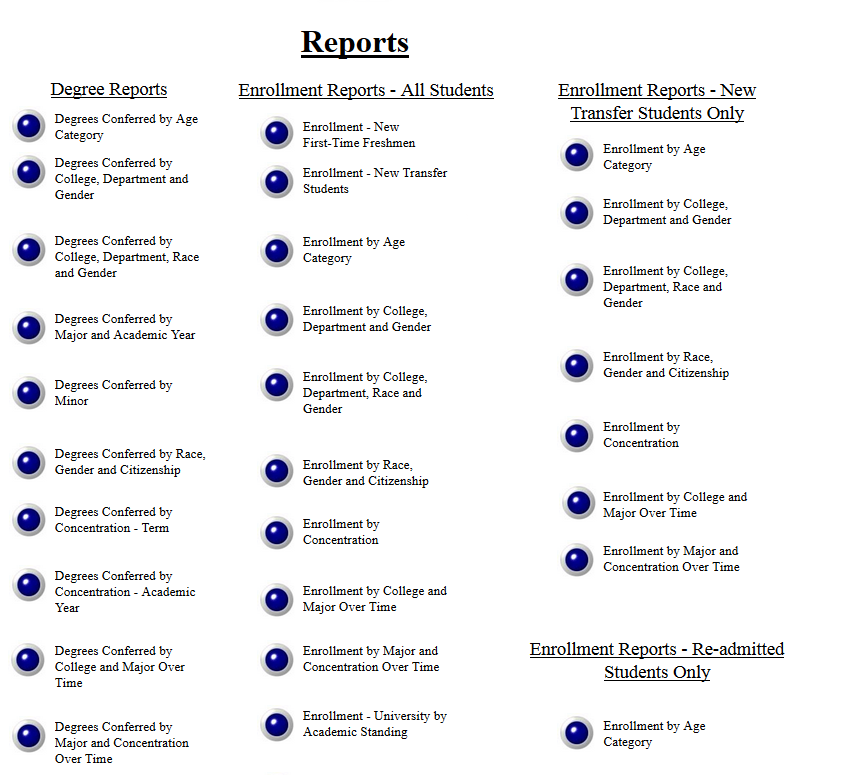 Reports
Degree Reports
Degrees Conferred by Age
Category
Degrees Conferred by
College, Department and
Gender
Degrees Conferred by
College, Department, Race
and Gender
Degrees Conferred by
Major and Academic Year
Degrees Conferred by
Minor
Degrees Conferred by Race,
Gender and Citizenship
Degrees Conferred by
Concentration - Term
Degrees Conferred by
Concentration - Academic
Year
Degrees Conferred by
College and Major Over
Time
Degrees Conferred by
Major and Concentration
Over Time
Enrollment Reports - All Students
Enrollment - New
First-Time Freshmen
Enrollment - New Transfer
Students
Enrollment by Age
Category
Enrollment by College,
Department and Gender
Enrollment by College,
Department, Race and
Gender
Enrollment by Race,
Gender and Citizenship
Enrollment by
Concentration
Enrollment by College and
Major Over Time
Enrollment by Major and
Concentration Over Time
Enrollment - University by
Academic Standing
Enrollment Reports - New
Transfer Students Only
Enrollment by Age
Category
Enrollment by College,
Department and Gender
Enrollment by College,
Department, Race and
Gender
Enrollment by Race,
Gender and Citizenship
Enrollment by
Concentration
Enrollment by College and
Major Over Time
Enrollment by Major and
Concentration Over Time
Enrollment Reports - Re-admitted
Students Only
Enrollment by Age
Category